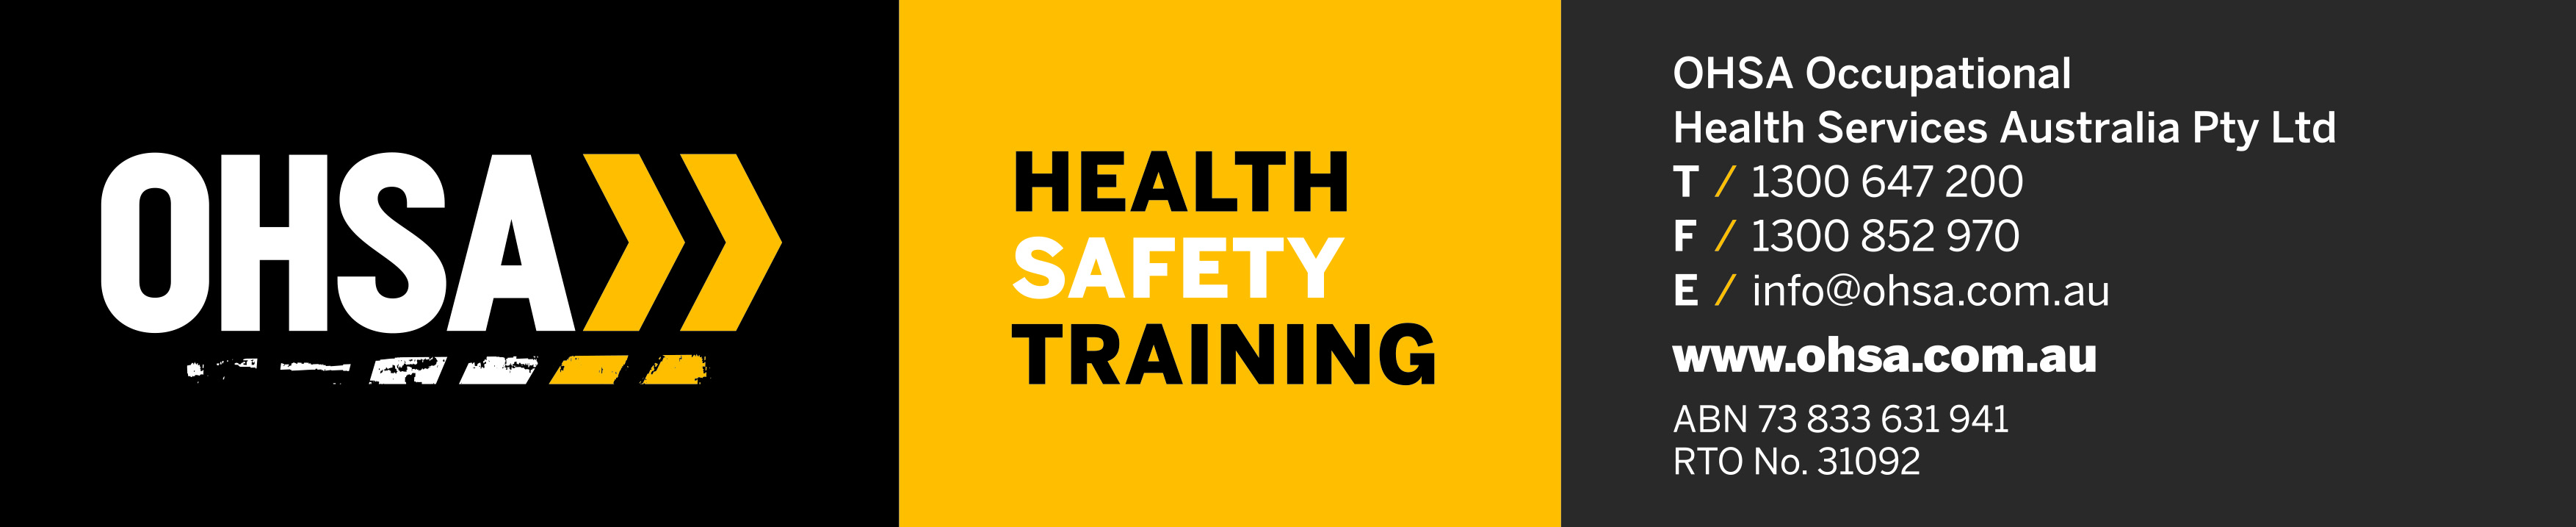 OHSA
HEALTH
SAFETY
TRAINING
OHSA Occupational
Health Services Australia Pty Ltd
T / 1300 647 200
F / 1300 852 970
E / info@ohsa.com.au
www.ohsa.com.au
ABN 73 833 631 941
RTO No. 31092